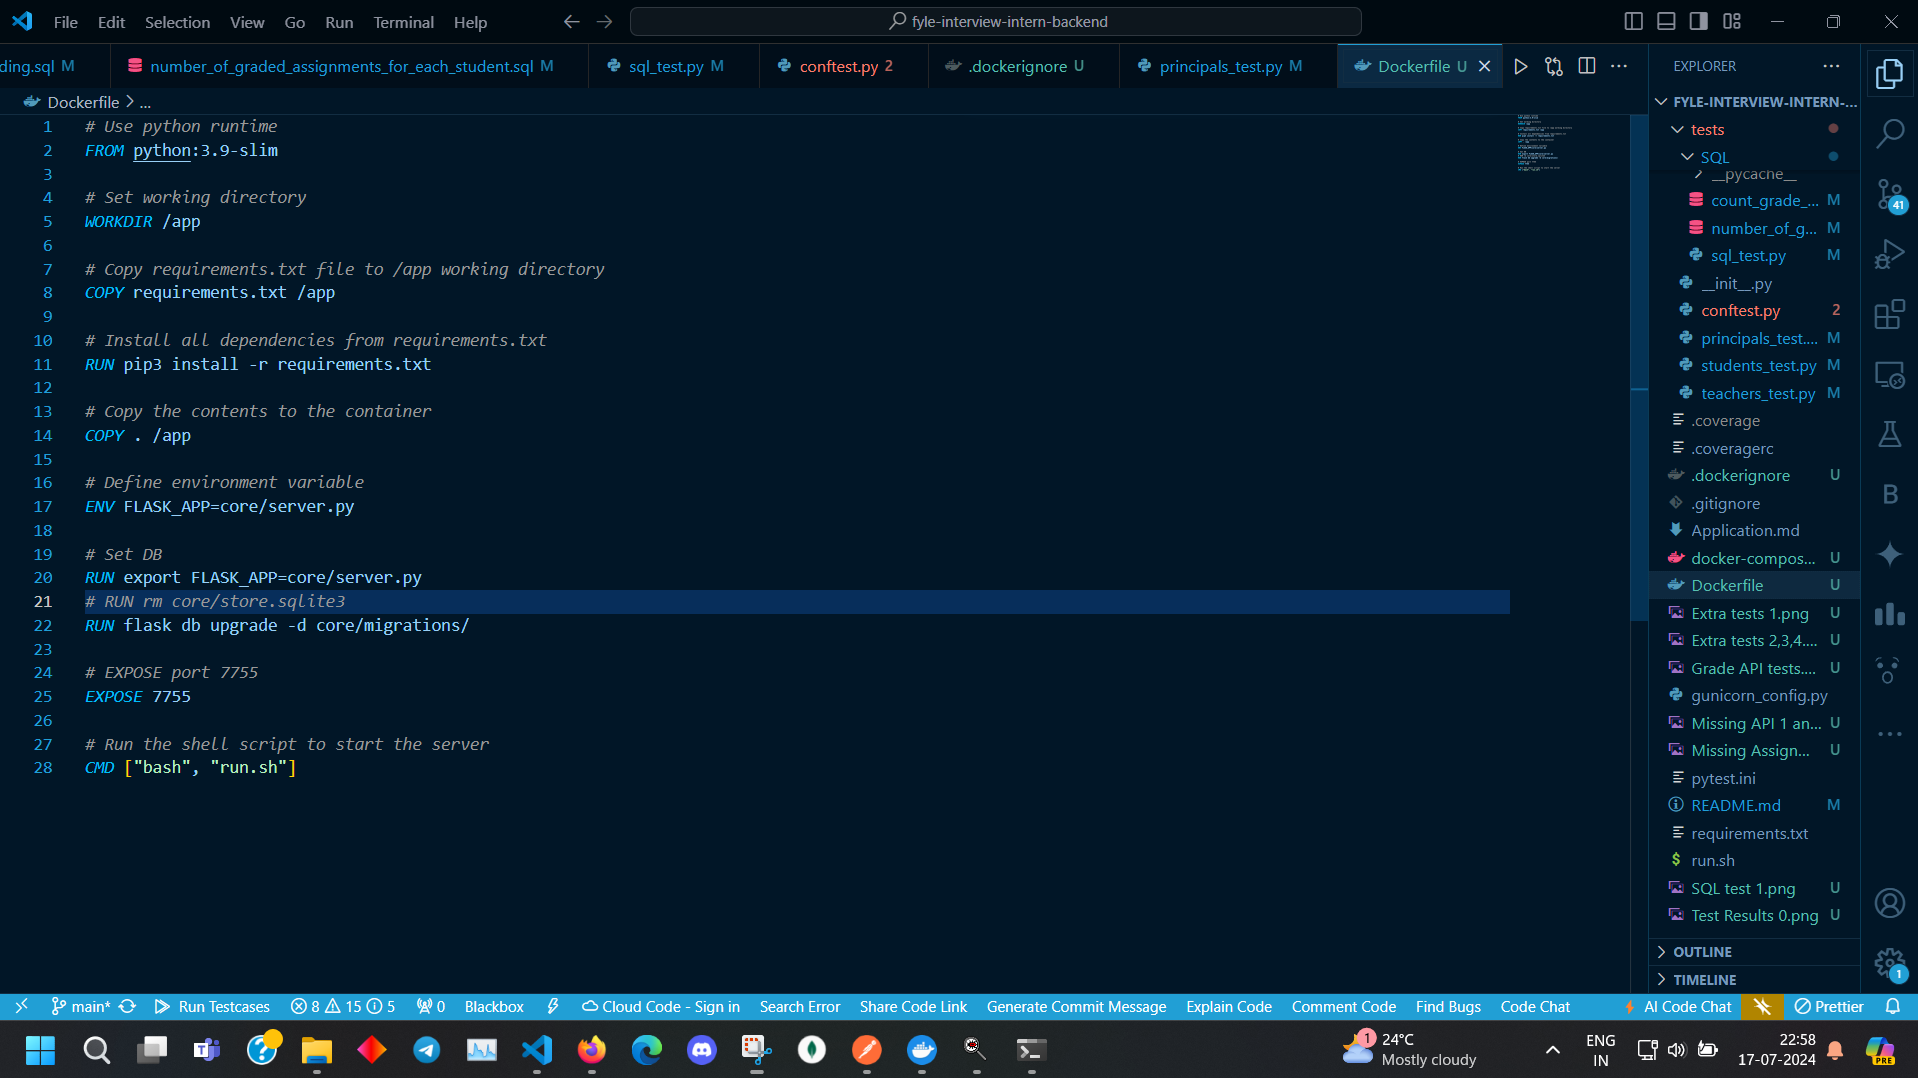 File Edit Selection View Go Run Terminal Help
fyle-interview-intern-backend
ding.sql M
number_of_graded_assignments_for_each_student.sql M
sql_test.py M
conftest.py 2
.dockerignore U
principals_test.py M
Dockerfile U
Dockerfile > ...
1 # Use python runtime
2 FROM python:3.9-slim
3
4 # Set working directory
5 WORKDIR /app
6
7 # Copy requirements.txt file to /app working directory
8 COPY requirements.txt /app
9
10 # Install all dependencies from requirements.txt
11 RUN pip3 install -r requirements.txt
12
13 # Copy the contents to the container
14 COPY . /app
15
16 # Define environment variable
17 ENV FLASK_APP=core/server.py
18
19 # Set DB
20 RUN export FLASK_APP=core/server.py
21 # RUN rm core/store.sqlite3
22 RUN flask db upgrade -d core/migrations/
23
24 # EXPOSE port 7755
25 EXPOSE 7755
26
27 # Run the shell script to start the server
28 CMD ["bash", "run.sh"]
EXPLORER
FYLE-INTERVIEW-INTERN-...
tests
SQL
__pycache__
count_grade_... M
number_of_g... M
sql_test.py M
__init__.py
conftest.py 2
principals_test.... M
students_test.py M
teachers_test.py M
.coverage
.coveragerc
.dockerignore U
.gitignore
Application.md
docker-compos... U
Dockerfile U
Extra tests 1.png U
Extra tests 2,3,4.... U
Grade API tests.... U
gunicorn_config.py
Missing API 1 an... U
Missing Assign... U
pytest.ini
README.md M
requirements.txt
run.sh
SQL test 1.png U
Test Results 0.png U
OUTLINE
TIMELINE
41
B
1
main* Run Testcases 8 15 5 0 Blackbox Cloud Code - Sign in Search Error Share Code Link Generate Commit Message Explain Code Comment Code Find Bugs Code Chat AI Code Chat Prettier
1
24°C
Mostly cloudy
ENG
IN
22:58
17-07-2024
PRE